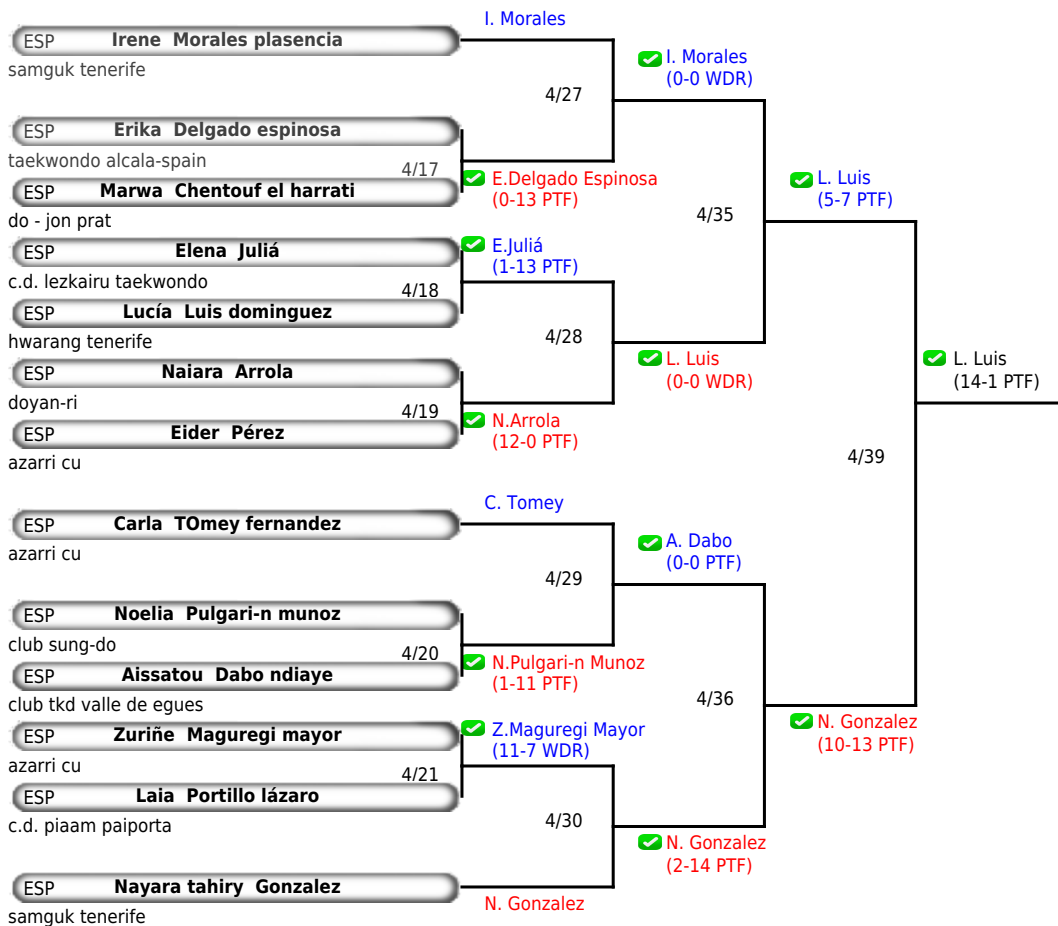 I. Morales
ESP Irene Morales plasencia
samguk tenerife
I. Morales
(0-0 WDR)
4/27
ESP Erika Delgado espinosa
taekwondo alcala-spain
4/17
E.Delgado Espinosa
(0-13 PTF)
ESP Marwa Chentouf el harrati
do - jon prat
L. Luis
(5-7 PTF)
4/35
ESP Elena Juliá
c.d. lezkairu taekwondo
E.Juliá
(1-13 PTF)
4/18
ESP Lucía Luis dominguez
hwarang tenerife
4/28
L. Luis
(0-0 WDR)
L. Luis
(14-1 PTF)
ESP Naiara Arrola
doyan-ri
4/19
N.Arrola
(12-0 PTF)
ESP Eider Pérez
azarri cu
4/39
C. Tomey
ESP Carla TOmey fernandez
azarri cu
A. Dabo
(0-0 PTF)
4/29
ESP Noelia Pulgari-n munoz
club sung-do
4/20
N.Pulgari-n Munoz
(1-11 PTF)
ESP Aissatou Dabo ndiaye
club tkd valle de egues
4/36
N. Gonzalez
(10-13 PTF)
ESP Zuriñe Maguregi mayor
azarri cu
Z.Maguregi Mayor
(11-7 WDR)
4/21
ESP Laia Portillo lázaro
c.d. piaam paiporta
4/30
N. Gonzalez
(2-14 PTF)
ESP Nayara tahiry Gonzalez
samguk tenerife
N. Gonzalez